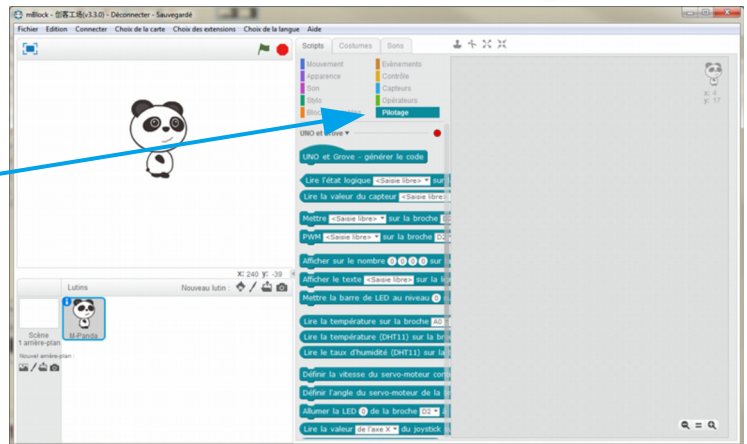 mBlock - 创客工场(v3.3.0) - Déconnecter - Sauvegardé
Fichier Edition Connecter Choix de la carte Choix des extensions Choix de la langue Aide
Scripts Costumes Sons
Mouvement Evènements
Apparence Contrôle
Son Capteurs
Stylo Opérateurs
Pilotage
x: 4
y: 17
UNO et Grove
UNO et Grove - générer le code
Lire l'état logique <Saisie libre> sur
Lire la valeur du capteur <Saisie libre>
Mettre <Saisie libre> sur la broche
PWM <Saisie libre> sur la broche D2
Afficher sur le nombre 0 0 0 0 sur
Afficher le texte <Saisie libre> sur la
Mettre la barre de LED au niveau 0
Lire la température sur la broche A0
Lire la température (DHT11) sur la
Lire le taux d'humidité (DHT11) sur la
Définir la vitesse du servo-moteur
Définir l'angle du servo-moteur de la
Allumer la LED 0 de la broche D2
Lire la valeur de l'axe X du joystick
X: 240 y: -39
Lutins Nouveau lutin :
Scène
1 arrière-plan
M-Panda
Nouvel arrière-plan :